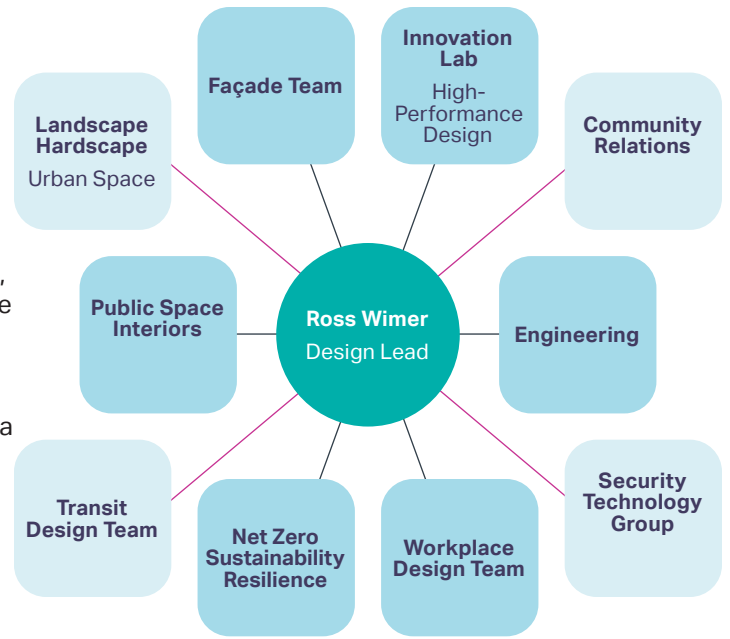 Innovation
Lab
High-
Performance
Design
Façade Team
Landscape
Hardscape
Urban Space
Community
Relations
,
e
Public Space
Interiors
Ross Wimer
Design Lead
Engineering
a
Transit
Design Team
Net Zero
Sustainability
Resilience
Workplace
Design Team
Security
Technology
Group